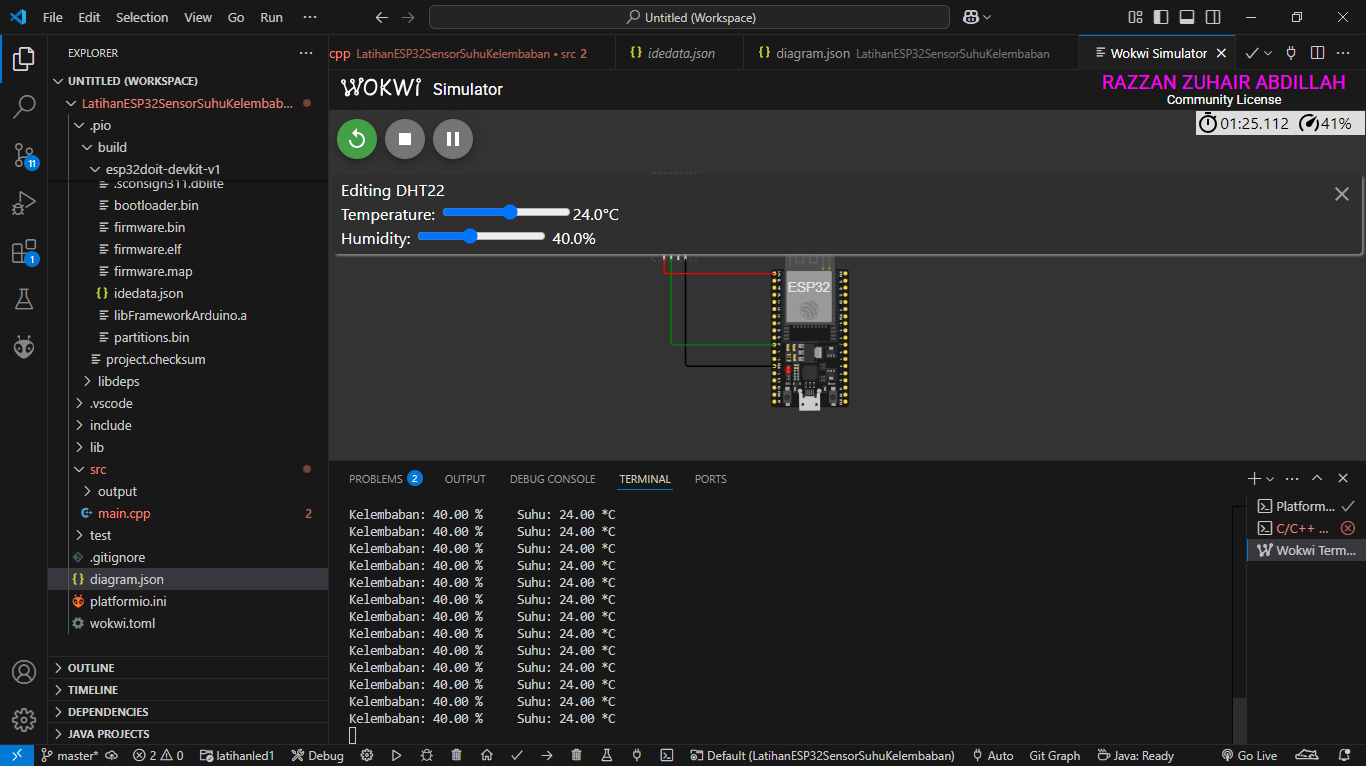 File Edit Selection View Go Run ··· Untitled (Workspace)
EXPLORER
UNTITLED (WORKSPACE)
LatihanESP32SensorSuhuKelembab...
.pio
build
esp32doit-devkit-v1
.sconsign311.dblite
bootloader.bin
firmware.bin
firmware.elf
firmware.map
idedata.json
libFrameworkArduino.a
partitions.bin
project.checksum
libdeps
.vscode
include
lib
src
output
main.cpp 2
test
.gitignore
diagram.json
platformio.ini
wokwi.toml
OUTLINE
TIMELINE
DEPENDENCIES
JAVA PROJECTS
11
1
cpp LatihanESP32SensorSuhuKelembaban • src 2 idedata.json diagram.json LatihanESP32SensorSuhuKelembaban Wokwi Simulator
WOKWI Simulator
RAZZAN ZUHAIR ABDILLAH
Community License
01:25.112 41%
Editing DHT22
Temperature: 24.0°C
Humidity: 40.0%
ESP32
PROBLEMS 2 OUTPUT DEBUG CONSOLE TERMINAL PORTS
Kelembaban: 40.00 % Suhu: 24.00 *C
Kelembaban: 40.00 % Suhu: 24.00 *C
Kelembaban: 40.00 % Suhu: 24.00 *C
Kelembaban: 40.00 % Suhu: 24.00 *C
Kelembaban: 40.00 % Suhu: 24.00 *C
Kelembaban: 40.00 % Suhu: 24.00 *C
Kelembaban: 40.00 % Suhu: 24.00 *C
Kelembaban: 40.00 % Suhu: 24.00 *C
Kelembaban: 40.00 % Suhu: 24.00 *C
Kelembaban: 40.00 % Suhu: 24.00 *C
Kelembaban: 40.00 % Suhu: 24.00 *C
Kelembaban: 40.00 % Suhu: 24.00 *C
Kelembaban: 40.00 % Suhu: 24.00 *C
Platform...
C/C++ ...
Wokwi Term...
master* 2 0 latihanled1 Debug Default (LatihanESP32SensorSuhuKelembaban) Auto Git Graph Java: Ready Go Live